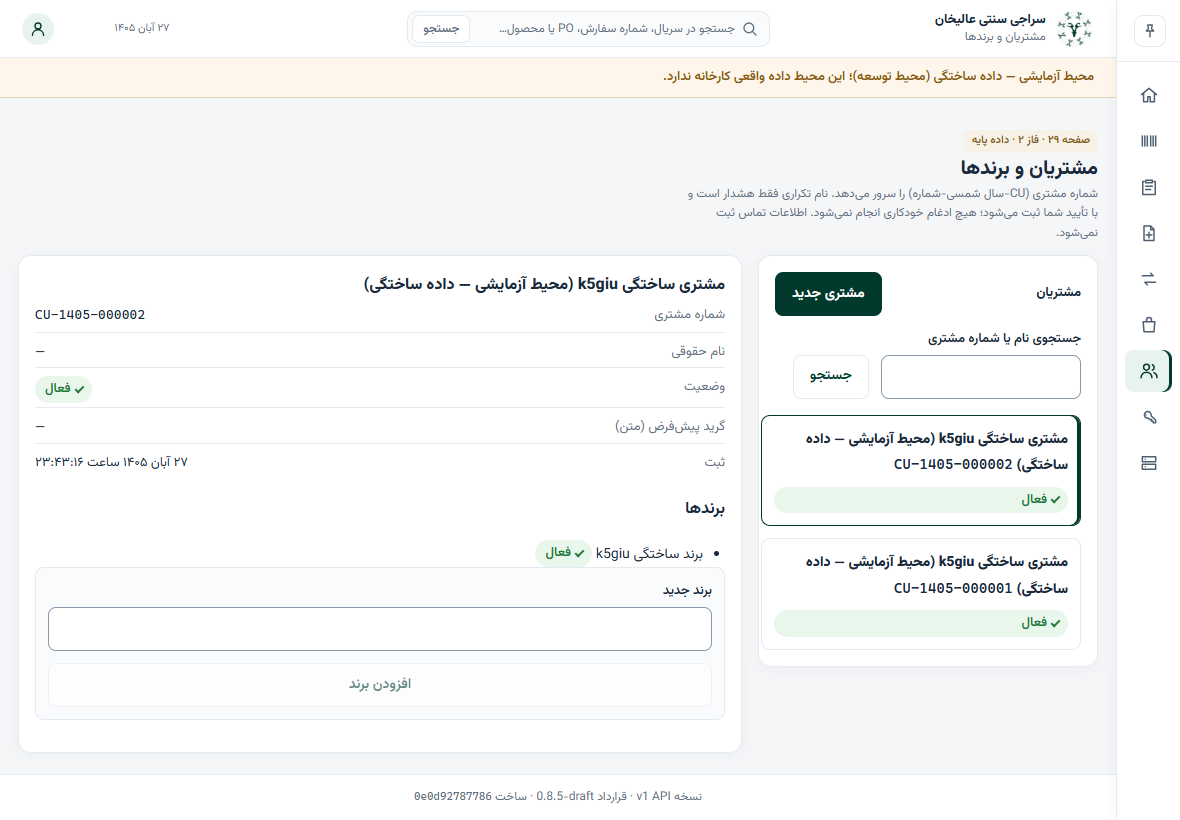 سراجی سنتی عالیخان
مشتریان و برندها
جستجو در سریال، شماره سفارش، PO یا محصول...
جستجو
۲۷ آبان ۱۴۰۵
محیط آزمایشی — داده ساختگی (محیط توسعه)؛ این محیط داده واقعی کارخانه ندارد.
صفحه ۲۹ · فاز ۲ · داده پایه
مشتریان و برندها
شماره مشتری (CU-سال شمسی-شماره) را سرور می‌دهد. نام تکراری فقط هشدار است و
با تأیید شما ثبت می‌شود؛ هیچ ادغام خودکاری انجام نمی‌شود. اطلاعات تماس ثبت
نمی‌شود.
مشتریان
مشتری جدید
جستجوی نام یا شماره مشتری
جستجو
مشتری ساختگی k5giu (محیط آزمایشی — داده
ساختگی) CU-1405-000002
فعال
مشتری ساختگی k5giu (محیط آزمایشی — داده
ساختگی) CU-1405-000001
فعال
مشتری ساختگی k5giu (محیط آزمایشی — داده ساختگی)
شماره مشتری CU-1405-000002
نام حقوقی —
وضعیت فعال
گرید پیش‌فرض (متن) —
ثبت ۲۷ آبان ۱۴۰۵ ساعت ۲۳:۴۳:۱۶
برندها
• برند ساختگی k5giu فعال
برند جدید
افزودن برند
نسخه API v1 · قرارداد 0.8.5-draft · ساخت 0e0d92787786